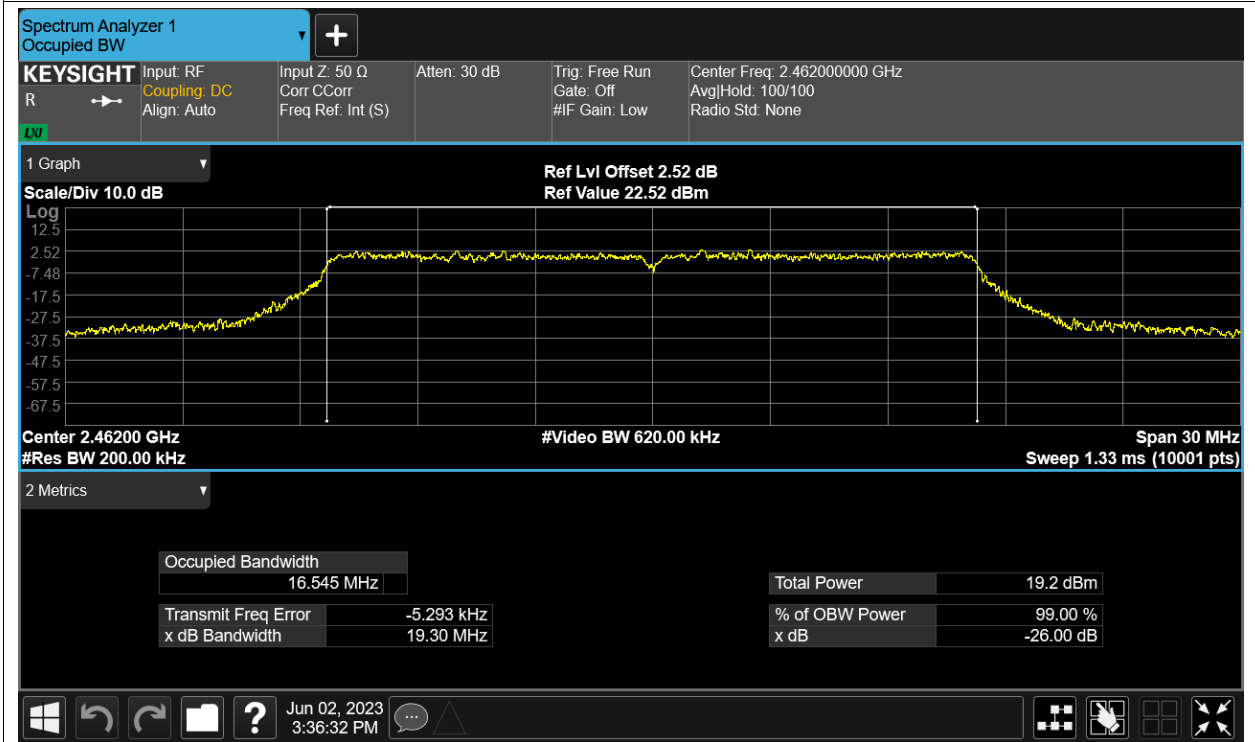 Spectrum Analyzer 1
Occupied BW
KEYSIGHT
R
LXI
Input: RF
Coupling: DC
Align: Auto
Input Z: 50 Ω
Corr CCorr
Freq Ref: Int (S)
Atten: 30 dB
Trig: Free Run
Gate: Off
#IF Gain: Low
Center Freq: 2.462000000 GHz
Avg|Hold: 100/100
Radio Std: None
1 Graph
Scale/Div 10.0 dB
Ref Lvl Offset 2.52 dB
Ref Value 22.52 dBm
Log
12.5
2.52
-7.48
-17.5
-27.5
-37.5
-47.5
-57.5
-67.5
Center 2.46200 GHz
#Video BW 620.00 kHz
Span 30 MHz
#Res BW 200.00 kHz
Sweep 1.33 ms (10001 pts)
2 Metrics
Occupied Bandwidth
16.545 MHz
Transmit Freq Error -5.293 kHz
x dB Bandwidth 19.30 MHz
Total Power 19.2 dBm
% of OBW Power 99.00 %
x dB -26.00 dB
?
Jun 02, 2023
3:36:32 PM